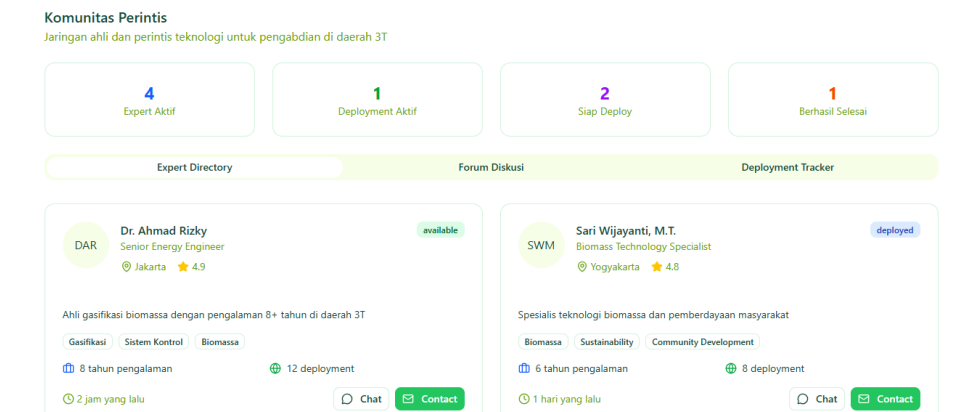 Komunitas Perintis
Jaringan ahli dan perintis teknologi untuk pengabdian di daerah 3T
4
Expert Aktif
1
Deployment Aktif
2
Siap Deploy
1
Berhasil Selesai
Expert Directory
Forum Diskusi
Deployment Tracker
DAR
Dr. Ahmad Rizky
available
Senior Energy Engineer
Jakarta 4.9
Ahli gasifikasi biomassa dengan pengalaman 8+ tahun di daerah 3T
Gasifikasi Sistem Kontrol Biomassa
8 tahun pengalaman 12 deployment
2 jam yang lalu Chat Contact
SWM
Sari Wijayanti, M.T.
deployed
Biomass Technology Specialist
Yogyakarta 4.8
Spesialis teknologi biomassa dan pemberdayaan masyarakat
Biomassa Sustainability Community Development
6 tahun pengalaman 8 deployment
1 hari yang lalu Chat Contact